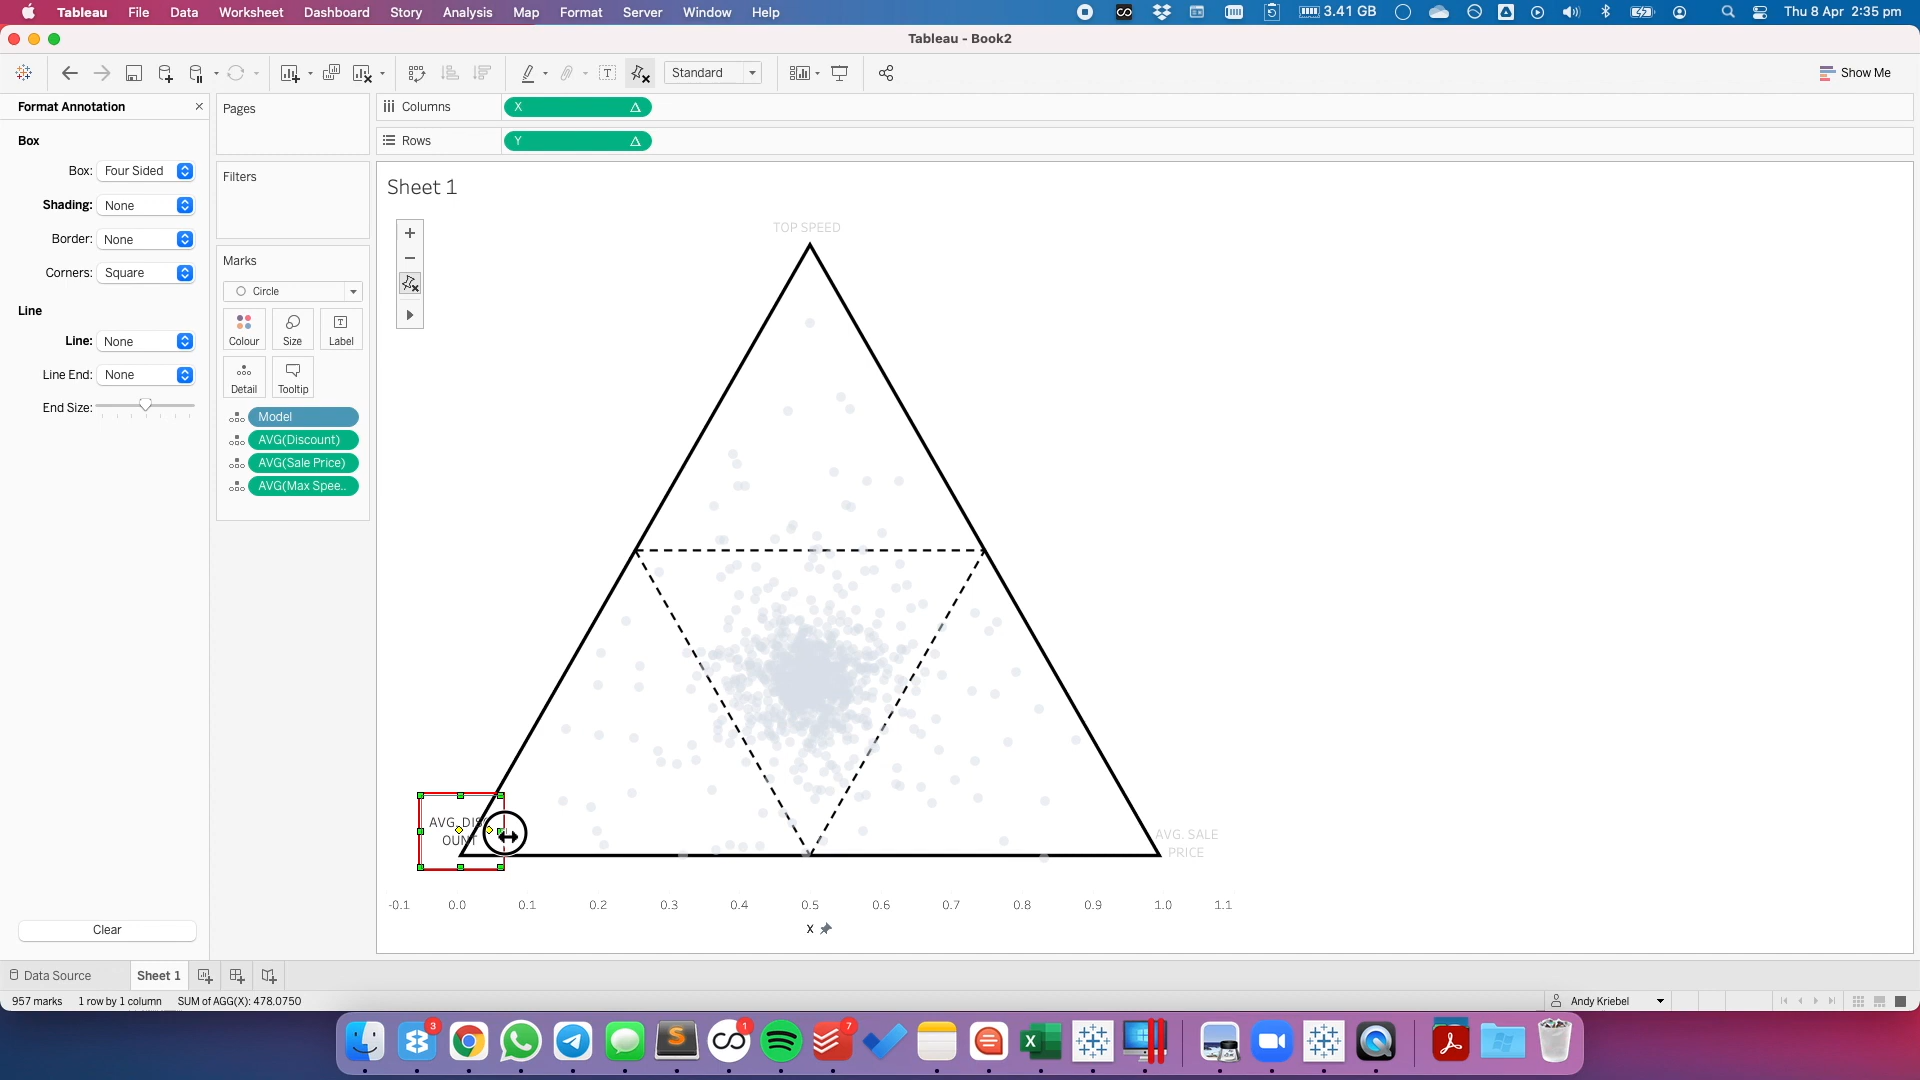 Tableau File Data Worksheet Dashboard Story Analysis Map Format Server Window Help 3.41 GB Thu 8 Apr 2:35 pm
Tableau - Book2
Standard Show Me
Format Annotation ×
Box
Box: Four Sided
Shading: None
Border: None
Corners: Square
Line
Line: None
Line End: None
End Size:
Clear
Pages
Filters
Marks
Circle
Colour Size Label
Detail Tooltip
Model
AVG(Discount)
AVG(Sale Price)
AVG(Max Spee..
Columns X
Rows Y
Sheet 1
TOP SPEED
AVG. DISC
OUNT
AVG. SALE
PRICE
-0.1 0.0 0.1 0.2 0.3 0.4 0.5 0.6 0.7 0.8 0.9 1.0 1.1
X
Data Source Sheet 1
957 marks 1 row by 1 column SUM of AGG(X): 478.0750 Andy Kriebel
3 1 7